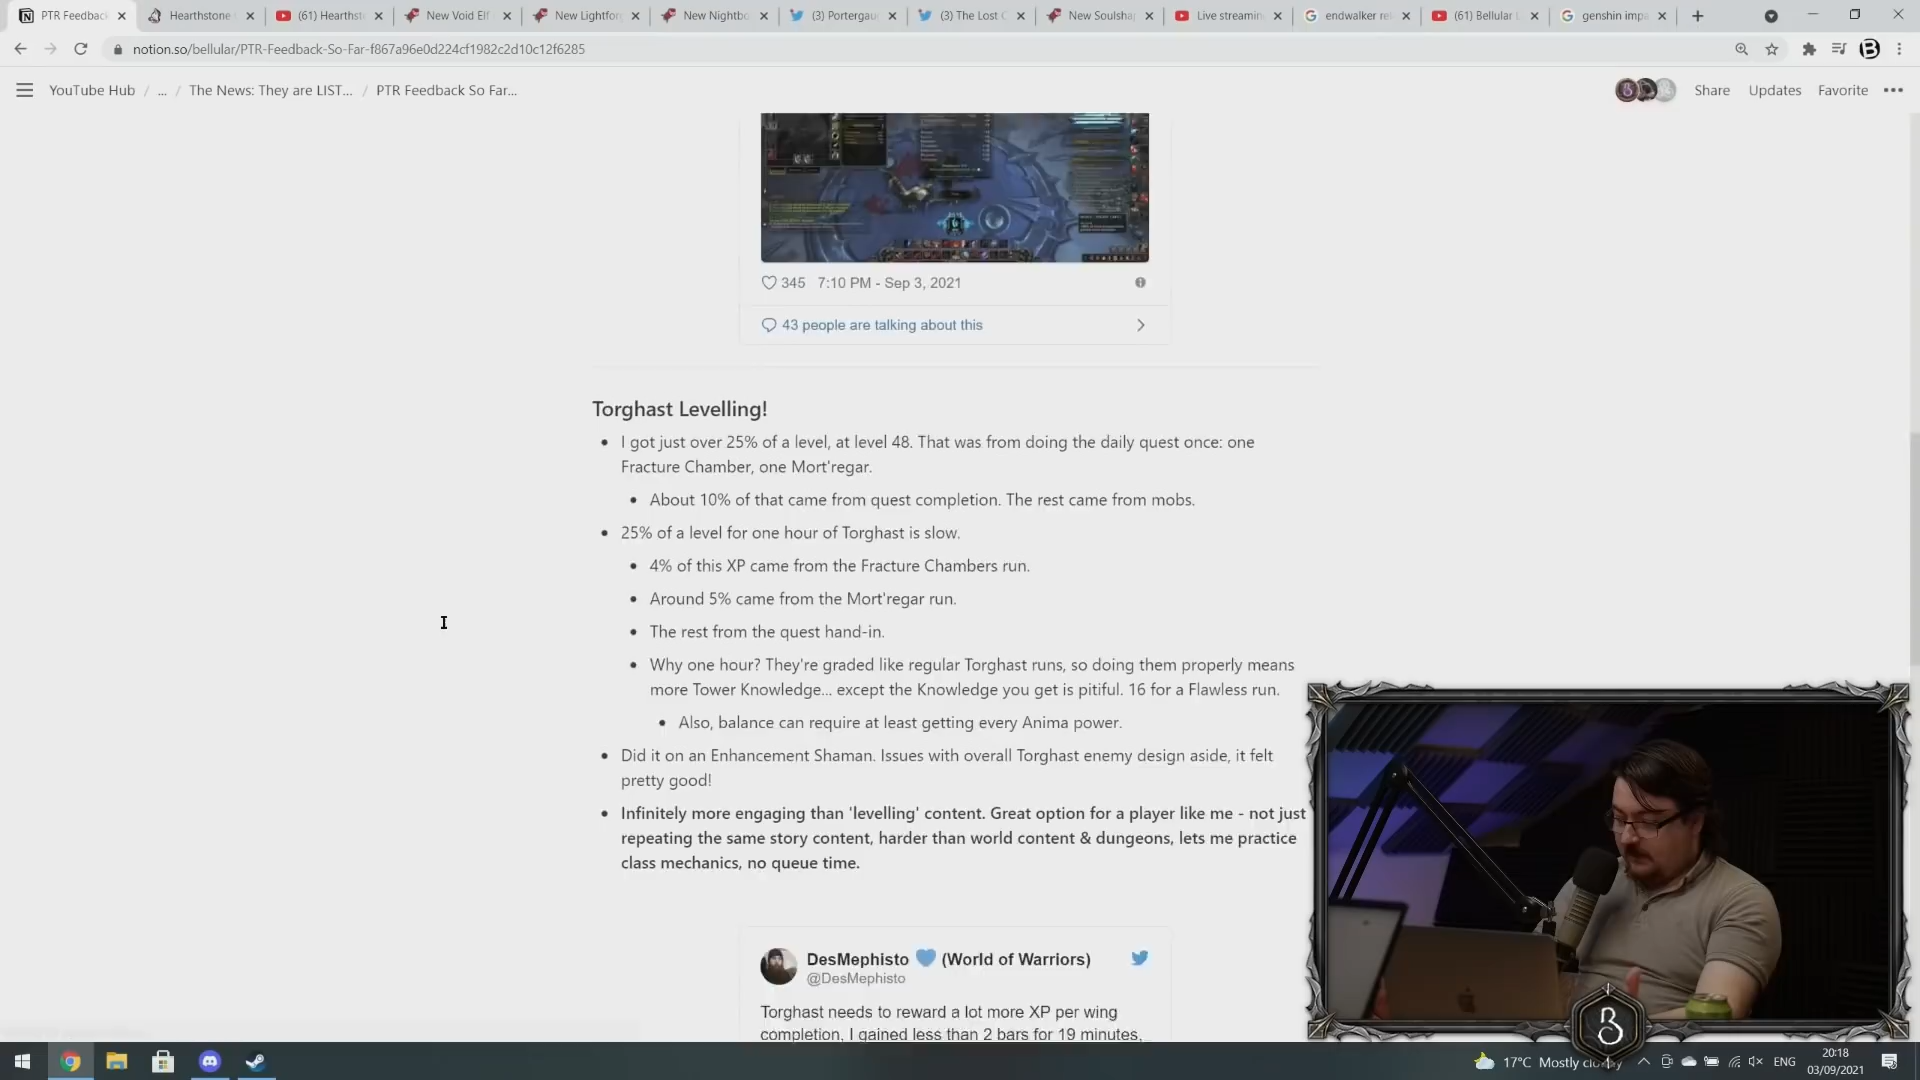 PTR Feedback
Hearthstone
(61) Hearthst
New Void Elf
New Lightforg
New Nightbo
(3) Portergau
(3) The Lost C
New Soulsha
Live streamin
endwalker re
(61) Bellular
genshin impa
notion.so/bellular/PTR-Feedback-So-Far-f867a96e0d224cf1982c2d10c12f6285
YouTube Hub / ... / The News: They are LIST... / PTR Feedback So Far...
Share Updates Favorite
345 7:10 PM - Sep 3, 2021
43 people are talking about this
Torghast Levelling!
• I got just over 25% of a level, at level 48. That was from doing the daily quest once: one
Fracture Chamber, one Mort'regar.
• About 10% of that came from quest completion. The rest came from mobs.
• 25% of a level for one hour of Torghast is slow.
• 4% of this XP came from the Fracture Chambers run.
• Around 5% came from the Mort'regar run.
• The rest from the quest hand-in.
• Why one hour? They're graded like regular Torghast runs, so doing them properly means
more Tower Knowledge... except the Knowledge you get is pitiful. 16 for a Flawless run.
• Also, balance can require at least getting every Anima power.
• Did it on an Enhancement Shaman. Issues with overall Torghast enemy design aside, it felt
pretty good!
• Infinitely more engaging than 'levelling' content. Great option for a player like me - not just
repeating the same story content, harder than world content & dungeons, lets me practice
class mechanics, no queue time.
DesMephisto 💙 (World of Warriors)
@DesMephisto
Torghast needs to reward a lot more XP per wing
completion, I gained less than 2 bars for 19 minutes,
17°C Mostly
ENG
20:18
03/09/2021